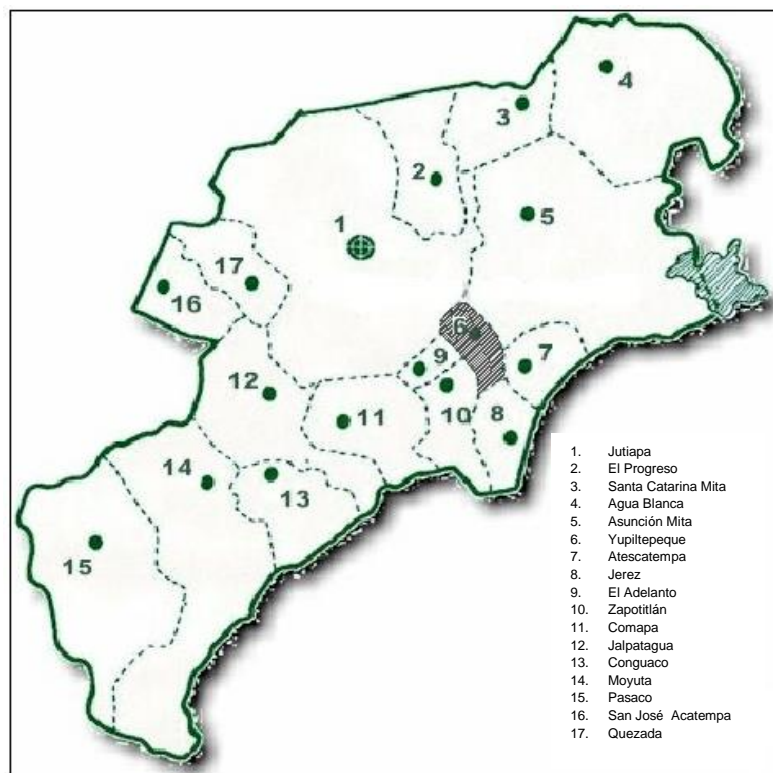 4
3
2
5
1
17
16
6
7
9
12
10
8
11
14
13
15
1. Jutiapa
2. El Progreso
3. Santa Catarina Mita
4. Agua Blanca
5. Asunción Mita
6. Yupiltepeque
7. Atescatempa
8. Jerez
9. El Adelanto
10. Zapotitlán
11. Comapa
12. Jalpatagua
13. Conguaco
14. Moyuta
15. Pasaco
16. San José Acatempa
17. Quezada